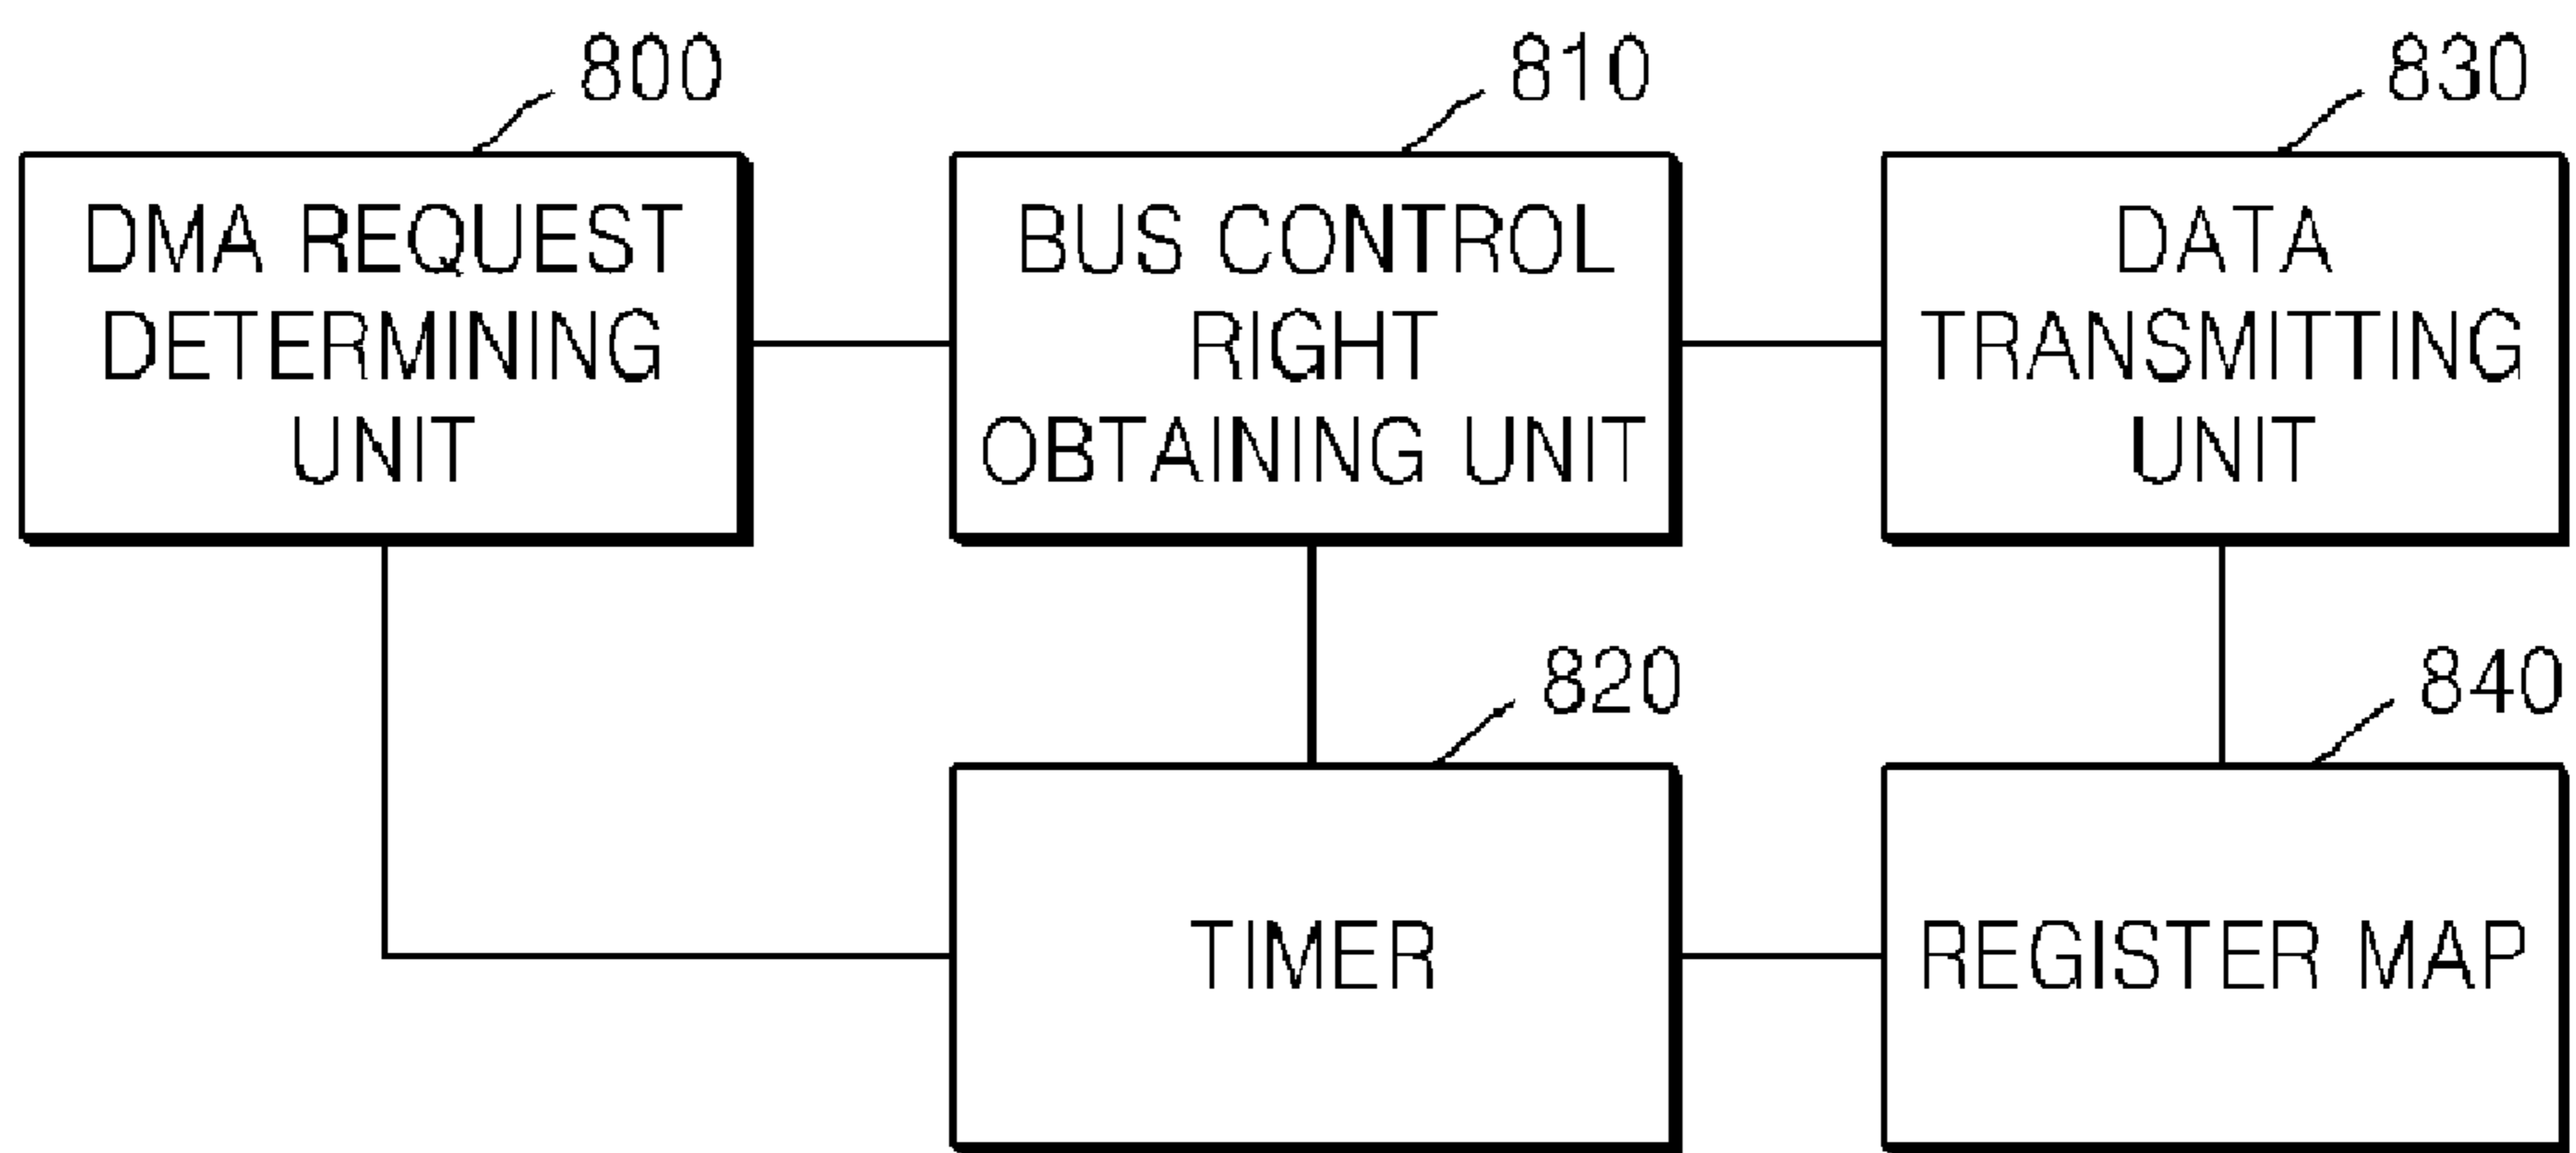 800
810
830
DMA REQUEST
DETERMINING
UNIT
BUS CONTROL
RIGHT
OBTAINING UNIT
DATA
TRANSMITTING
UNIT
820
840
TIMER
REGISTER MAP